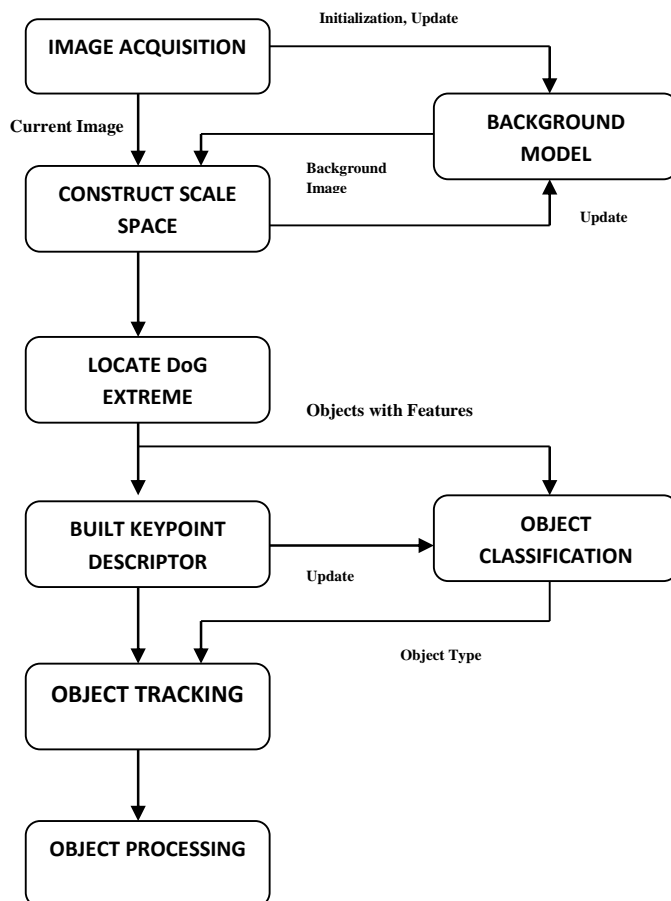 Initialization, Update
IMAGE ACQUISITION
Current Image
BACKGROUND
MODEL
Background
Image
CONSTRUCT SCALE
SPACE
Update
LOCATE DoG
EXTREME
Objects with Features
BUILT KEYPOINT
DESCRIPTOR
OBJECT
CLASSIFICATION
Update
Object Type
OBJECT TRACKING
OBJECT PROCESSING